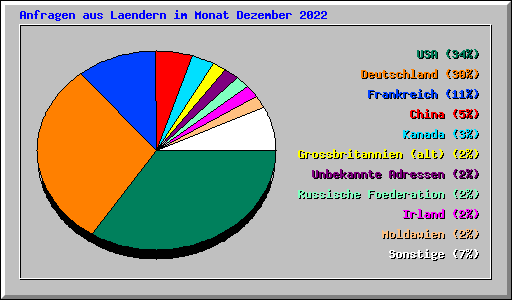 Anfragen aus Laendern im Monat Dezember 2022
USA (34%)
Deutschland (30%)
Frankreich (11%)
China (5%)
Kanada (3%)
Grossbritannien (alt) (2%)
Unbekannte Adressen (2%)
Russische Foederation (2%)
Irland (2%)
Moldawien (2%)
Sonstige (7%)